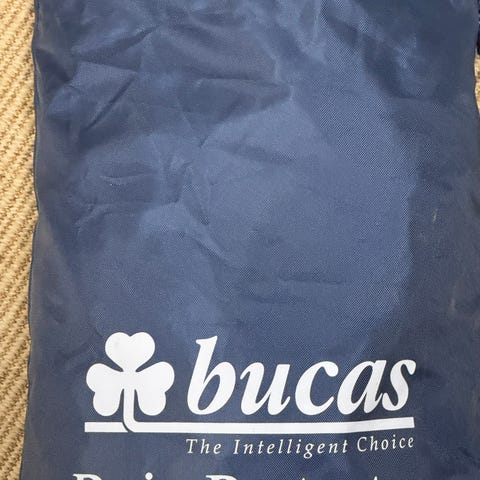 bucas
The Intelligent Choice